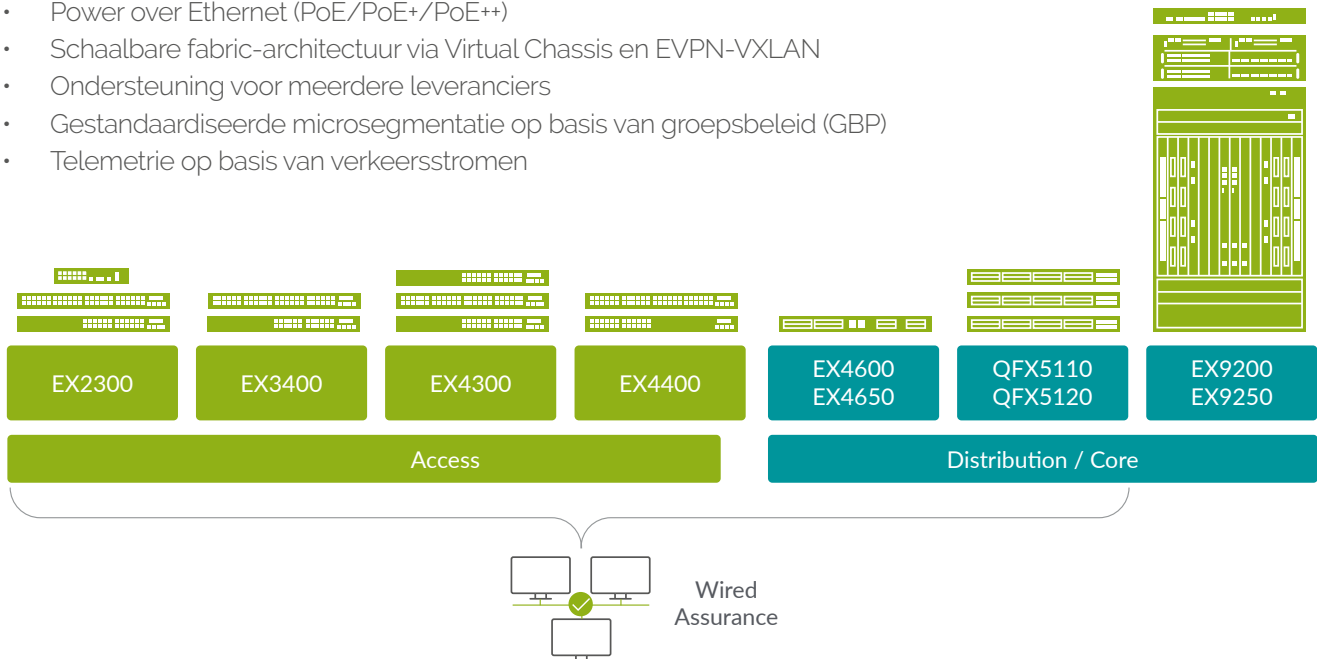 • Power over Ethernet (PoE/PoE+/PoE++)
• Schaalbare fabric-architectuur via Virtual Chassis en EVPN-VXLAN
• Ondersteuning voor meerdere leveranciers
• Gestandaardiseerde microsegmentatie op basis van groepsbeleid (GBP)
• Telemetrie op basis van verkeersstromen
EX2300
EX3400
EX4300
EX4400
EX4600
EX4650
QFX5110
QFX5120
EX9200
EX9250
Access
Distribution / Core
Wired
Assurance